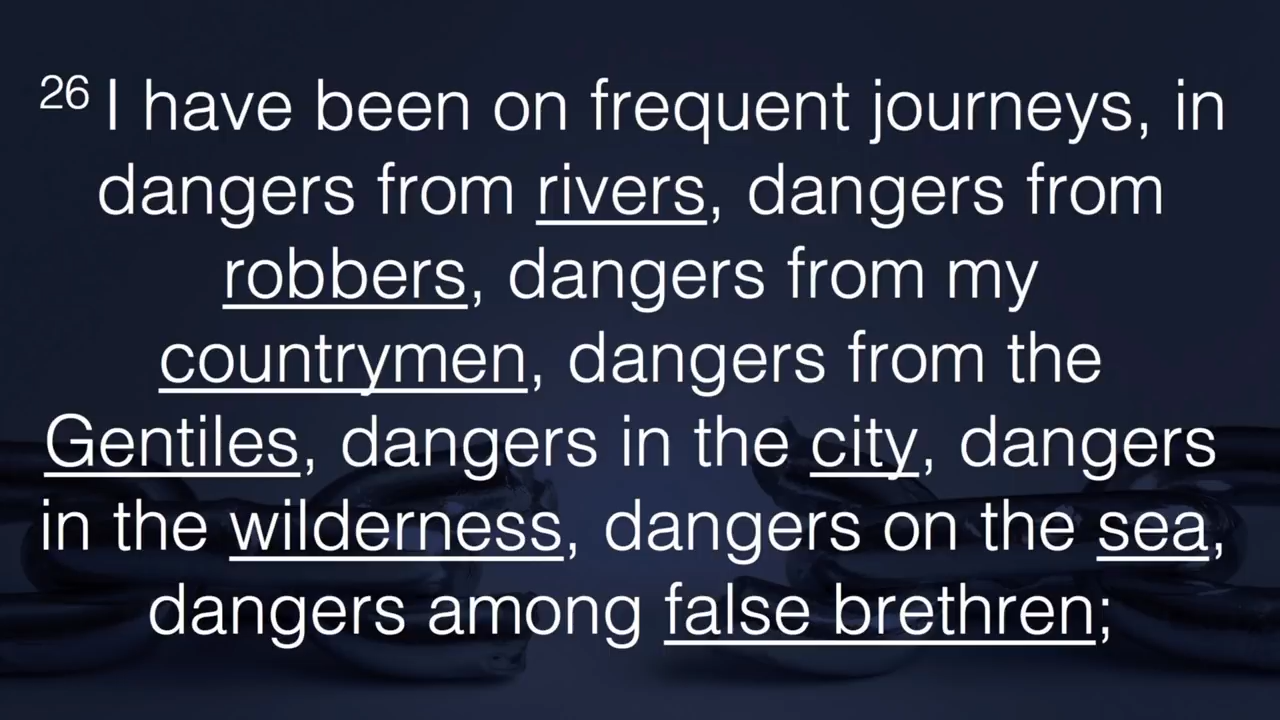 26 I have been on frequent journeys, in
dangers from rivers, dangers from
robbers, dangers from my
countrymen, dangers from the
Gentiles, dangers in the city, dangers
in the wilderness, dangers on the sea,
dangers among false brethren;